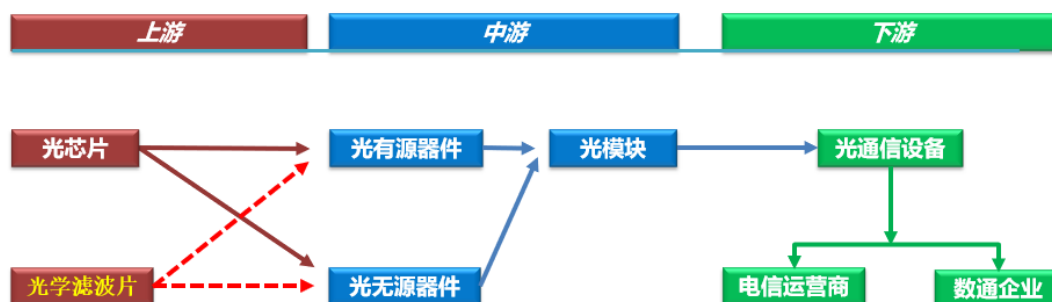 上游
中游
下游
光芯片
光有源器件
光模块
光通信设备
光学滤波片
光无源器件
电信运营商
数通企业